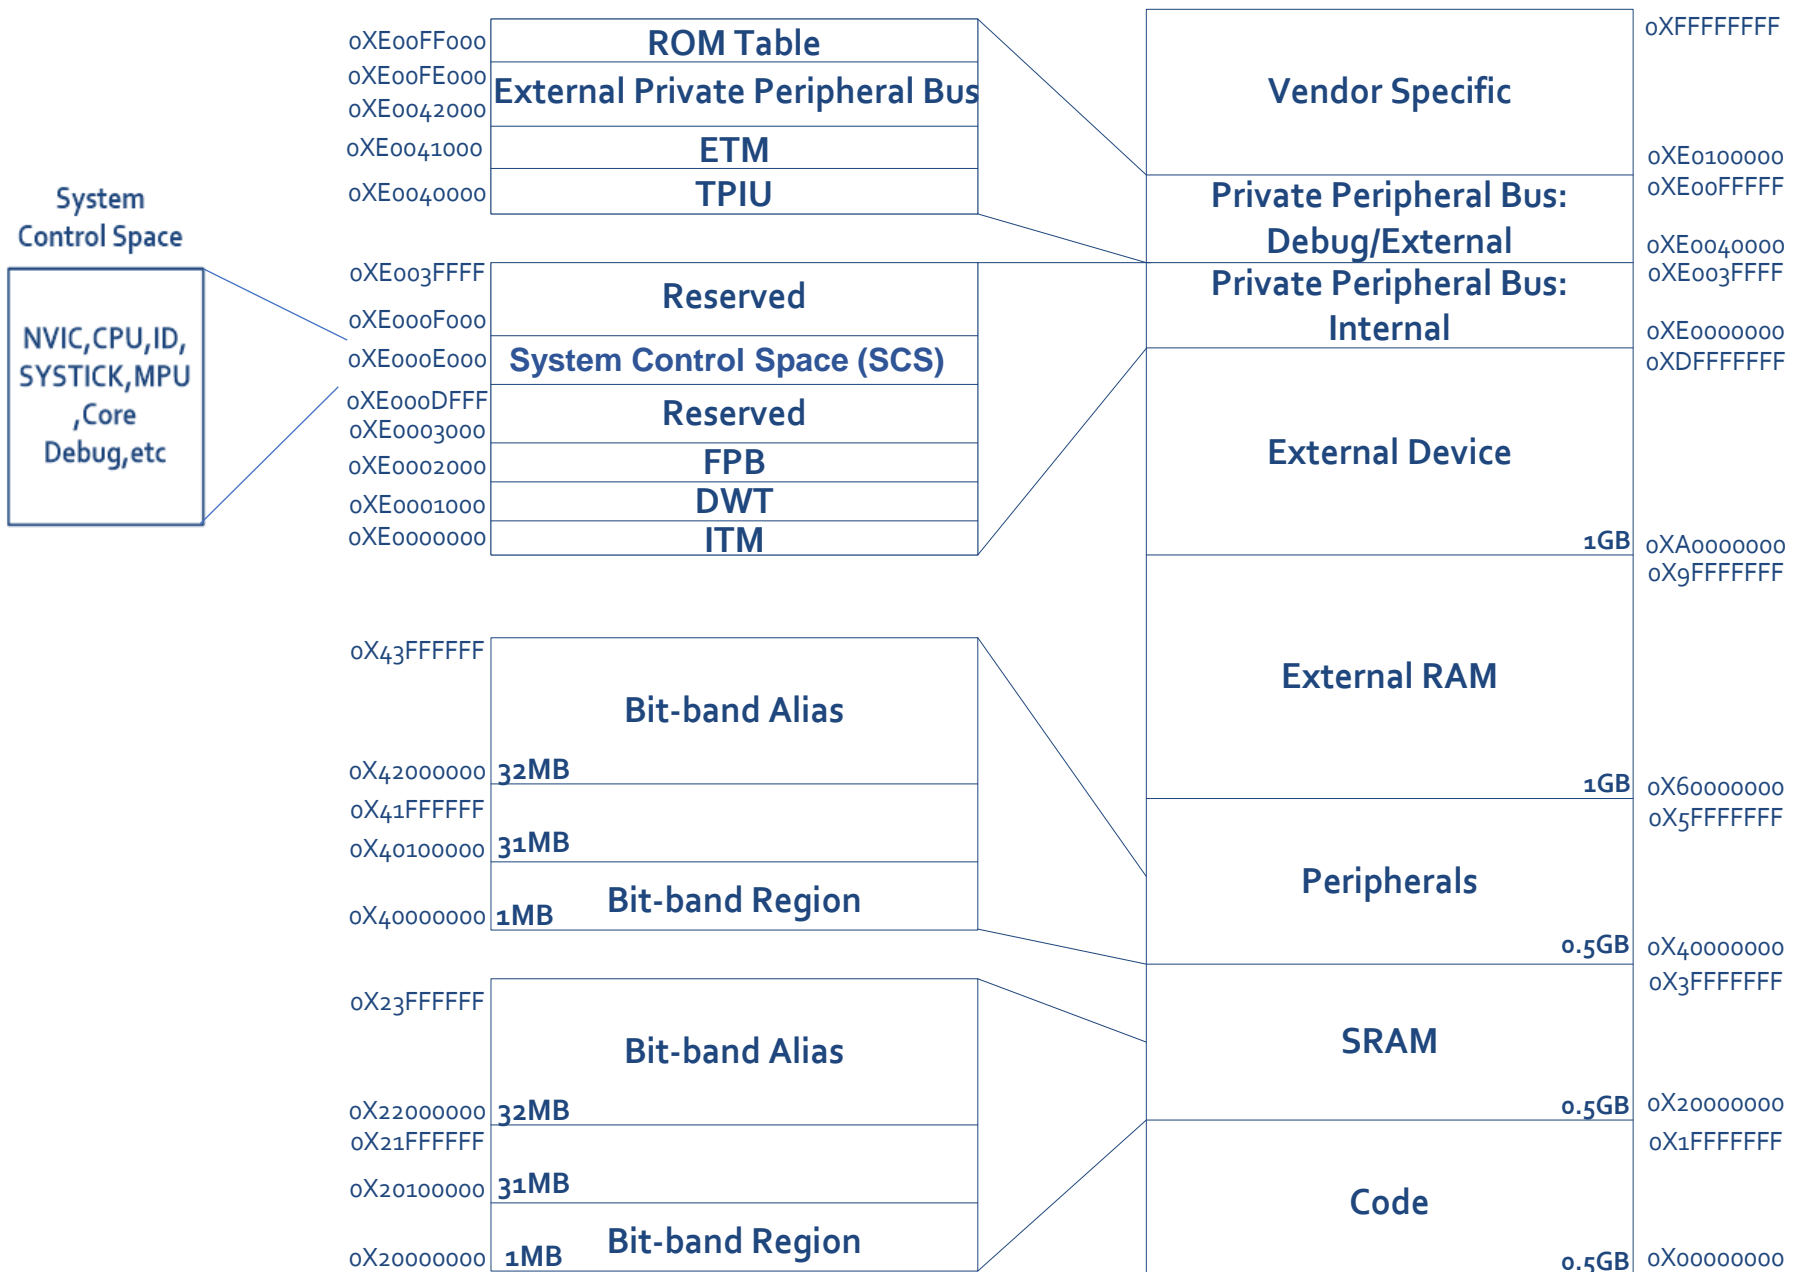 System
Control Space
NVIC,CPU,ID,
SYSTICK,MPU
,Core
Debug,etc
0XE00FF000
ROM Table
0XE00FE000
External Private Peripheral Bus
0XE0042000
0XE0041000
ETM
0XE0040000
TPIU
0XE003FFFF
Reserved
0XE000F000
0XE000E000
System Control Space (SCS)
0XE000DFFF
Reserved
0XE0003000
0XE0002000
FPB
0XE0001000
DWT
0XE0000000
ITM
0X43FFFFFF
Bit-band Alias
0X42000000
32MB
0X41FFFFFF
0X40100000
31MB
Bit-band Region
0X40000000
1MB
0X23FFFFFF
Bit-band Alias
0X22000000
32MB
0X21FFFFFF
0X20100000
31MB
Bit-band Region
0X20000000
1MB
0XFFFFFFFF
Vendor Specific
0XE0100000
0XE00FFFFF
Private Peripheral Bus:
Debug/External
0XE0040000
0XE003FFFF
Private Peripheral Bus:
Internal
0XE0000000
0XDFFFFFFF
External Device
1GB
0XA0000000
0X9FFFFFFF
External RAM
1GB
0X60000000
0X5FFFFFFF
Peripherals
0.5GB
0X40000000
0X3FFFFFFF
SRAM
0.5GB
0X20000000
0X1FFFFFFF
Code
0.5GB
0X00000000